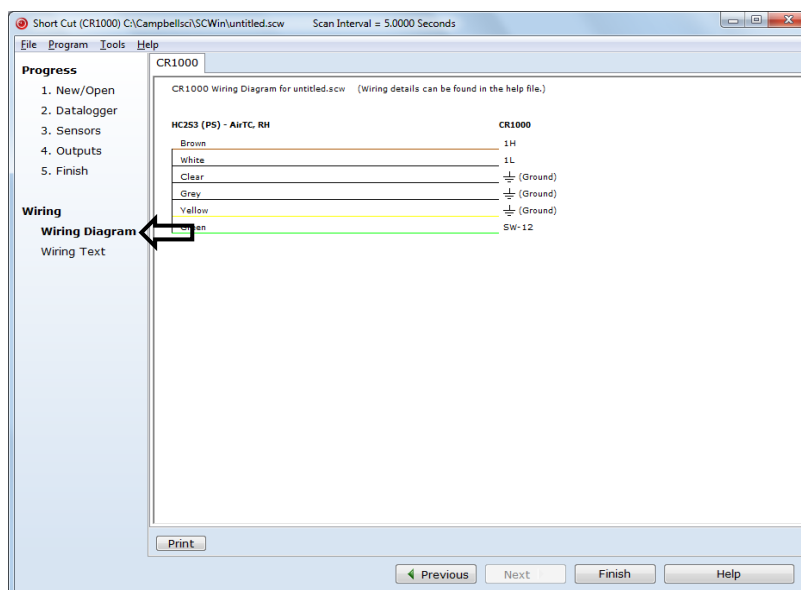 Short Cut (CR1000) C:\Campbellsci\SCWin\untitled.scw Scan Interval = 5.0000 Seconds
File Program Tools Help
Progress
1. New/Open
2. Datalogger
3. Sensors
4. Outputs
5. Finish
Wiring
Wiring Diagram
Wiring Text
CR1000
CR1000 Wiring Diagram for untitled.scw (Wiring details can be found in the help file.)
HC2S3 (PS) - AirTC, RH CR1000
Brown 1H
White 1L
Clear (Ground)
Grey (Ground)
Yellow (Ground)
Green SW-12
Print
Previous Next Finish Help